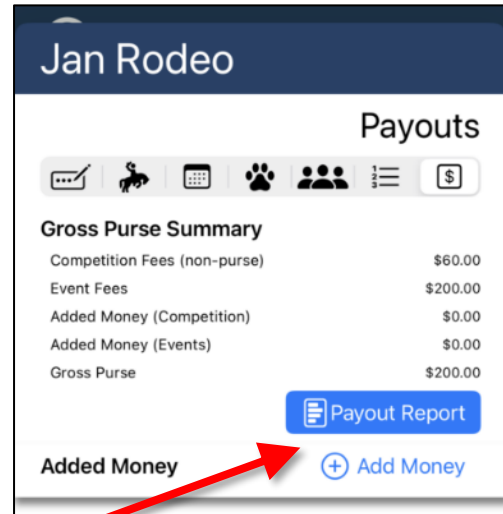 Jan Rodeo
Payouts
Gross Purse Summary
Competition Fees (non-purse) $60.00
Event Fees $200.00
Added Money (Competition) $0.00
Added Money (Events) $0.00
Gross Purse $200.00
Payout Report
Added Money Add Money